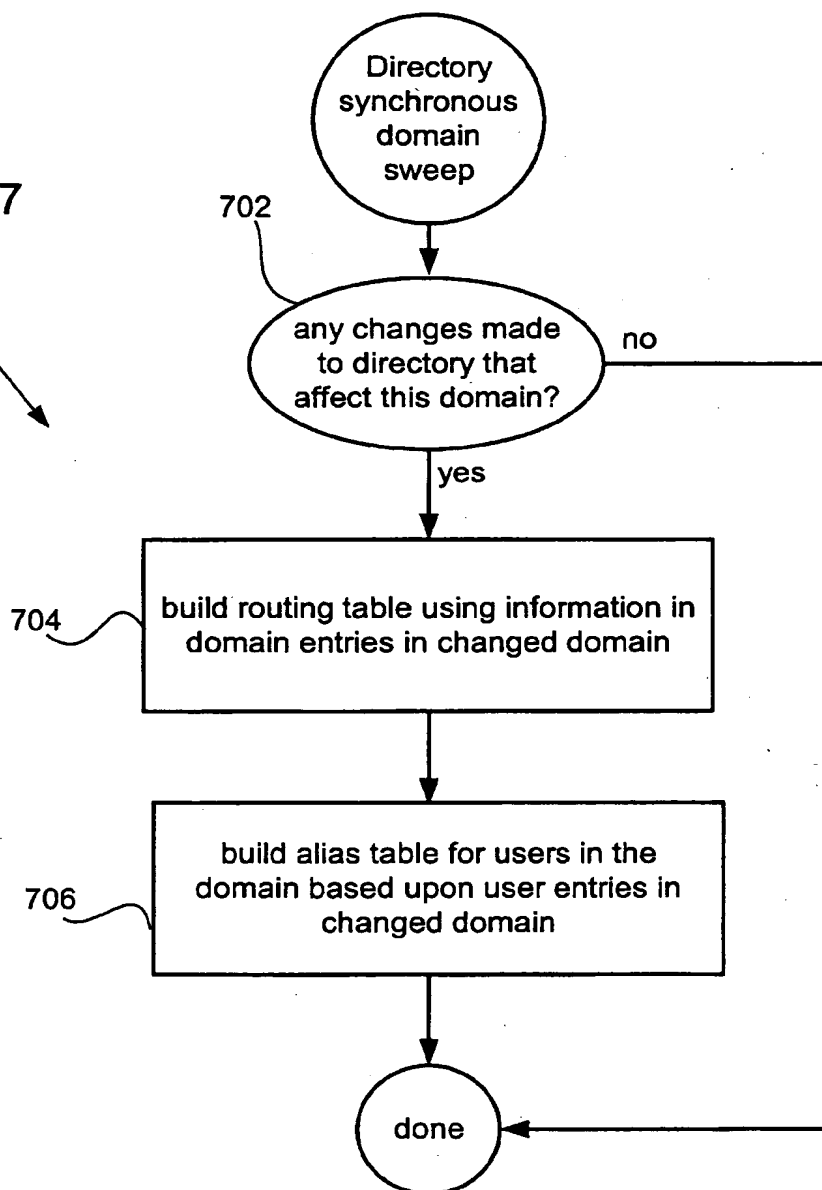 Directory
synchronous
domain
sweep
7
702
any changes made
to directory that
affect this domain?
no
yes
704
build routing table using information in
domain entries in changed domain
706
build alias table for users in the
domain based upon user entries in
changed domain
done